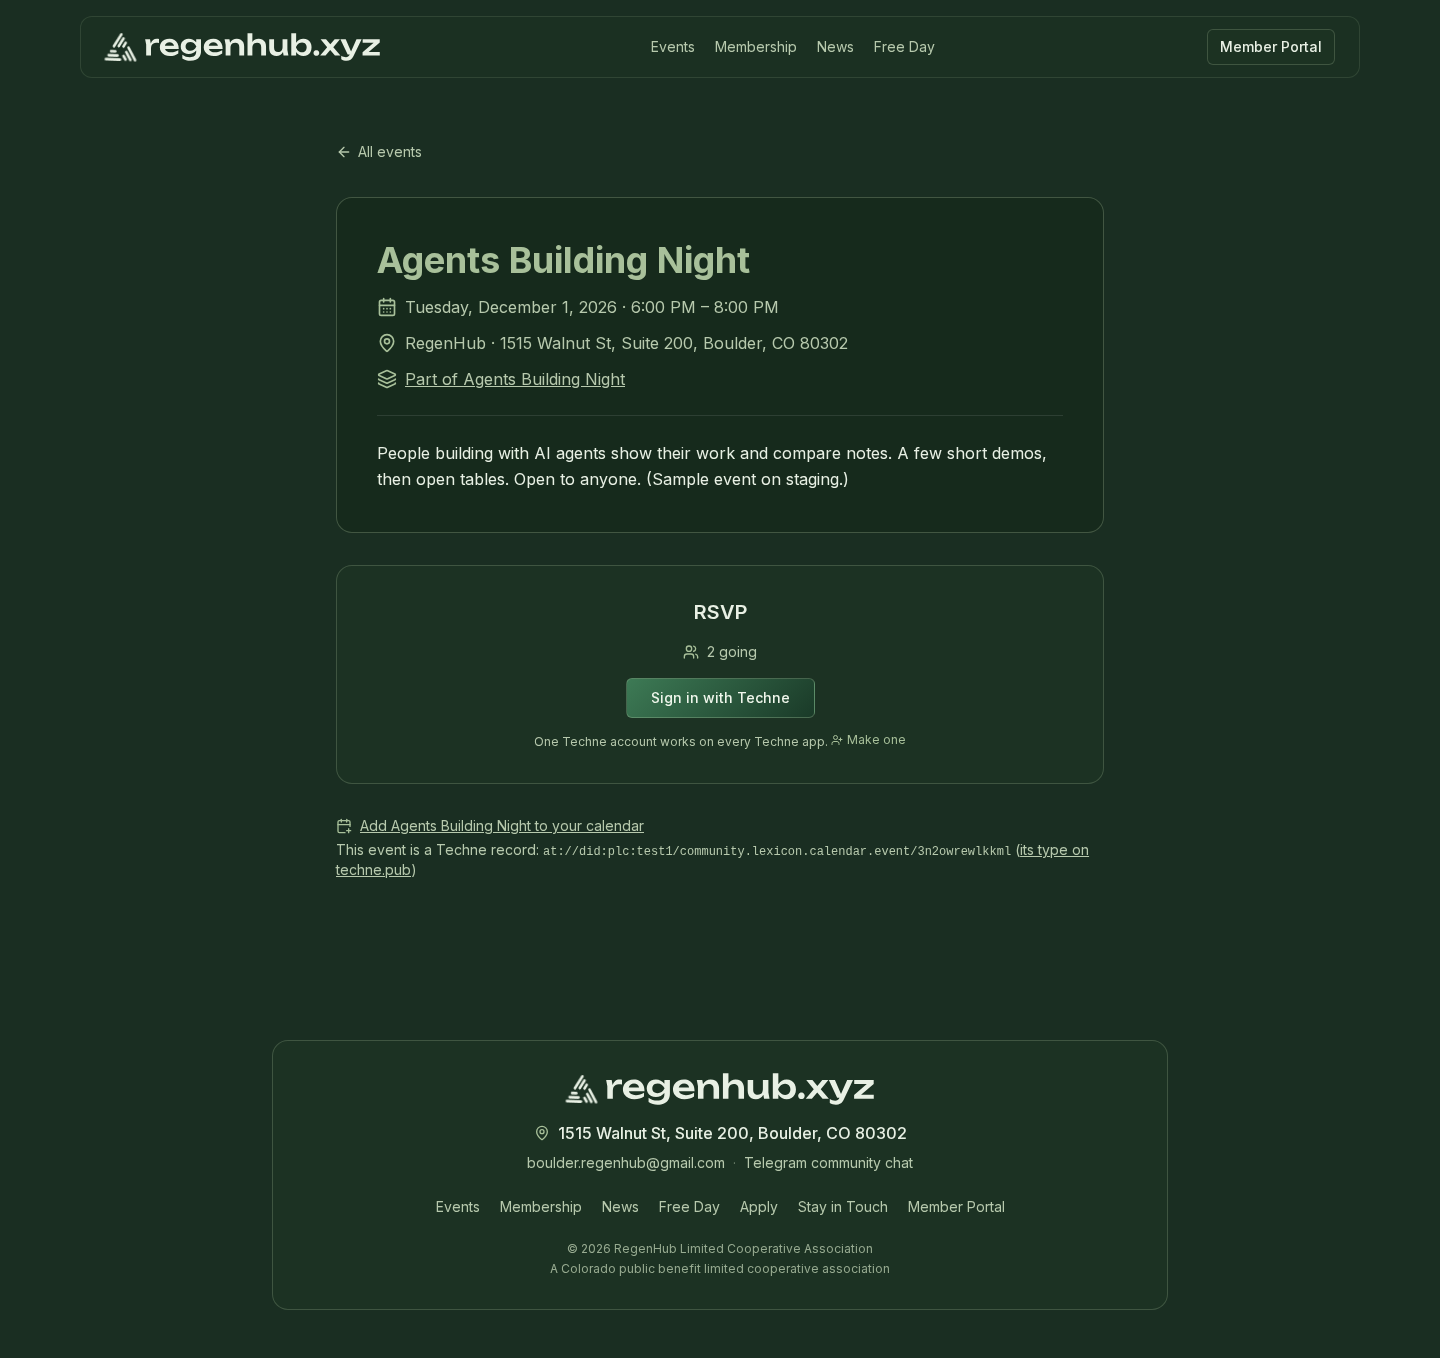 regenhub.xyz
Events Membership News Free Day
Member Portal
All events
Agents Building Night
Tuesday, December 1, 2026 · 6:00 PM – 8:00 PM
RegenHub · 1515 Walnut St, Suite 200, Boulder, CO 80302
Part of Agents Building Night
People building with AI agents show their work and compare notes. A few short demos,
then open tables. Open to anyone. (Sample event on staging.)
RSVP
2 going
Sign in with Techne
One Techne account works on every Techne app. Make one
Add Agents Building Night to your calendar
This event is a Techne record: at://did:plc:test1/community.lexicon.calendar.event/3n2owrewlkkml (its type on
techne.pub)
regenhub.xyz
1515 Walnut St, Suite 200, Boulder, CO 80302
boulder.regenhub@gmail.com · Telegram community chat
Events Membership News Free Day Apply Stay in Touch Member Portal
© 2026 RegenHub Limited Cooperative Association
A Colorado public benefit limited cooperative association